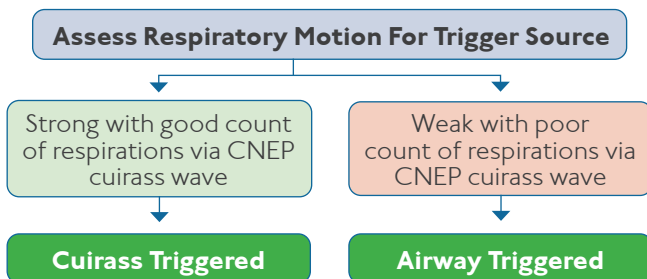 Assess Respiratory Motion For Trigger Source
Strong with good count
of respirations via CNEP
cuirass wave
Weak with poor
count of respirations via
CNEP cuirass wave
Cuirass Triggered
Airway Triggered